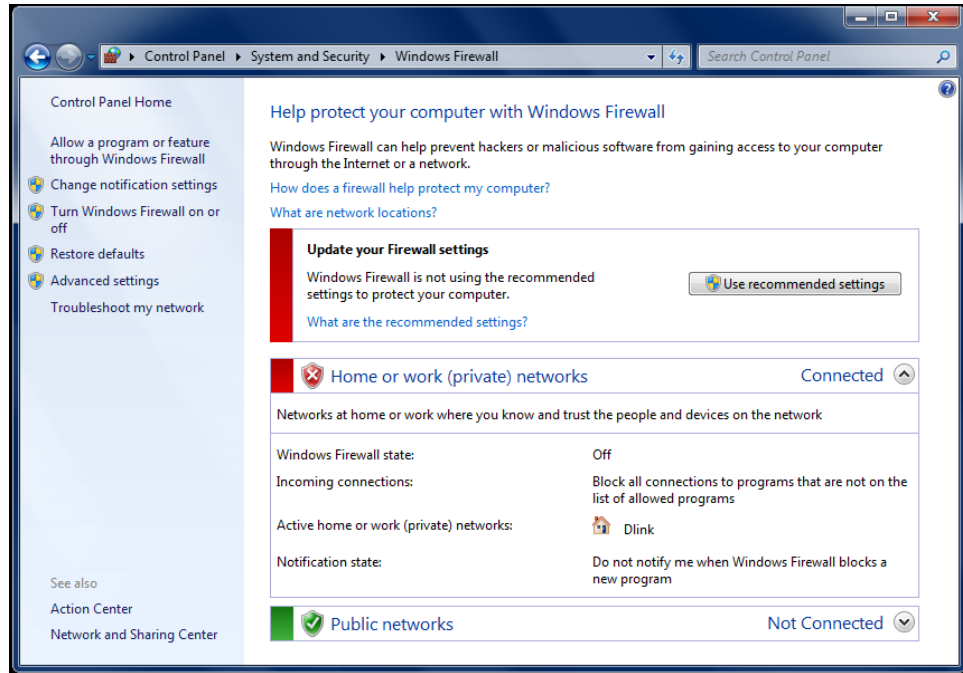 Control Panel ▸ System and Security ▸ Windows Firewall
Search Control Panel
Control Panel Home
Allow a program or feature
through Windows Firewall
Change notification settings
Turn Windows Firewall on or
off
Restore defaults
Advanced settings
Troubleshoot my network
See also
Action Center
Network and Sharing Center
Help protect your computer with Windows Firewall
Windows Firewall can help prevent hackers or malicious software from gaining access to your computer
through the Internet or a network.
How does a firewall help protect my computer?
What are network locations?
Update your Firewall settings
Windows Firewall is not using the recommended
settings to protect your computer.
Use recommended settings
What are the recommended settings?
Home or work (private) networks Connected
Networks at home or work where you know and trust the people and devices on the network
Windows Firewall state: Off
Incoming connections: Block all connections to programs that are not on the
list of allowed programs
Active home or work (private) networks: Dlink
Notification state: Do not notify me when Windows Firewall blocks a
new program
Public networks Not Connected